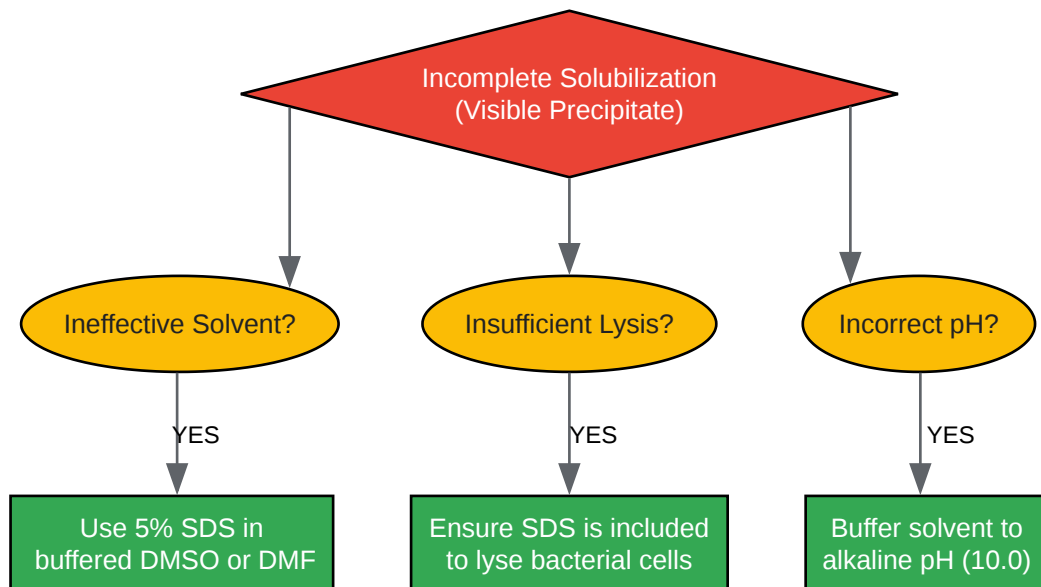 Incomplete Solubilization
(Visible Precipitate)
Ineffective Solvent?
Insufficient Lysis?
Incorrect pH?
YES
YES
YES
Use 5% SDS in
buffered DMSO or DMF
Ensure SDS is included
to lyse bacterial cells
Buffer solvent to
alkaline pH (10.0)